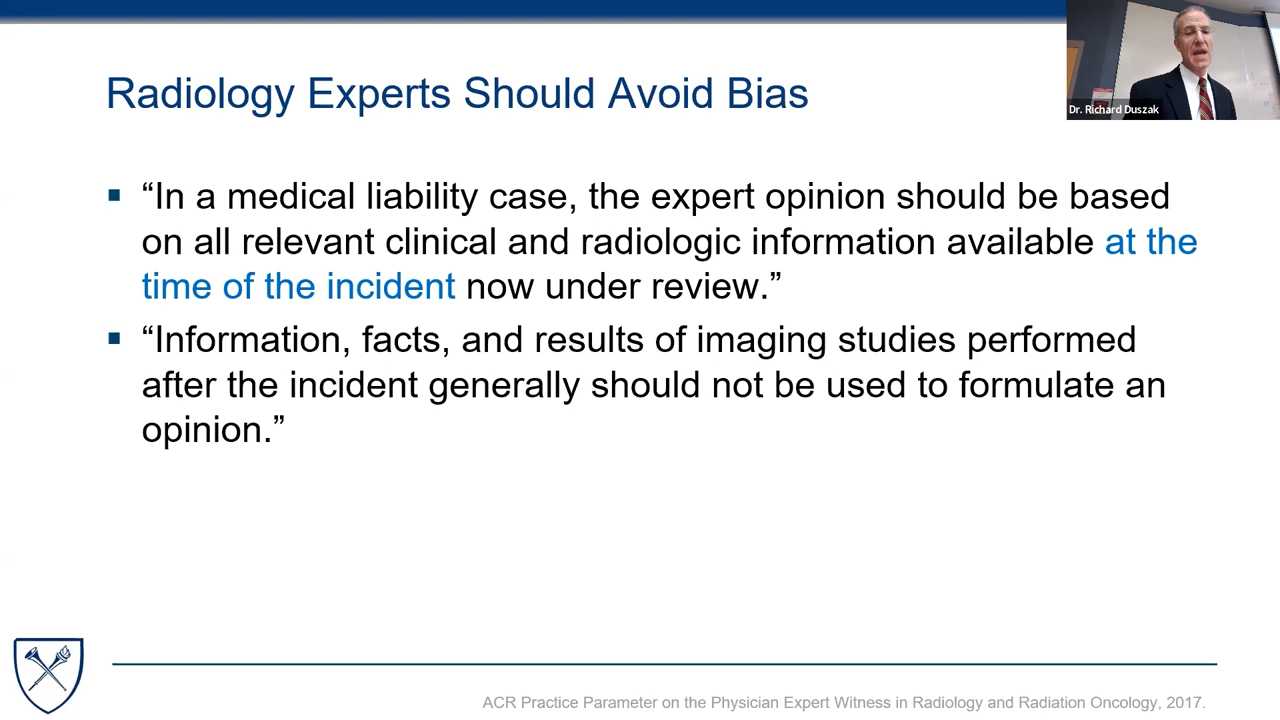 Radiology Experts Should Avoid Bias
Dr. Richard Duszak
▪ “In a medical liability case, the expert opinion should be based
on all relevant clinical and radiologic information available at the
time of the incident now under review.”
▪ “Information, facts, and results of imaging studies performed
after the incident generally should not be used to formulate an
opinion.”
ACR Practice Parameter on the Physician Expert Witness in Radiology and Radiation Oncology, 2017.